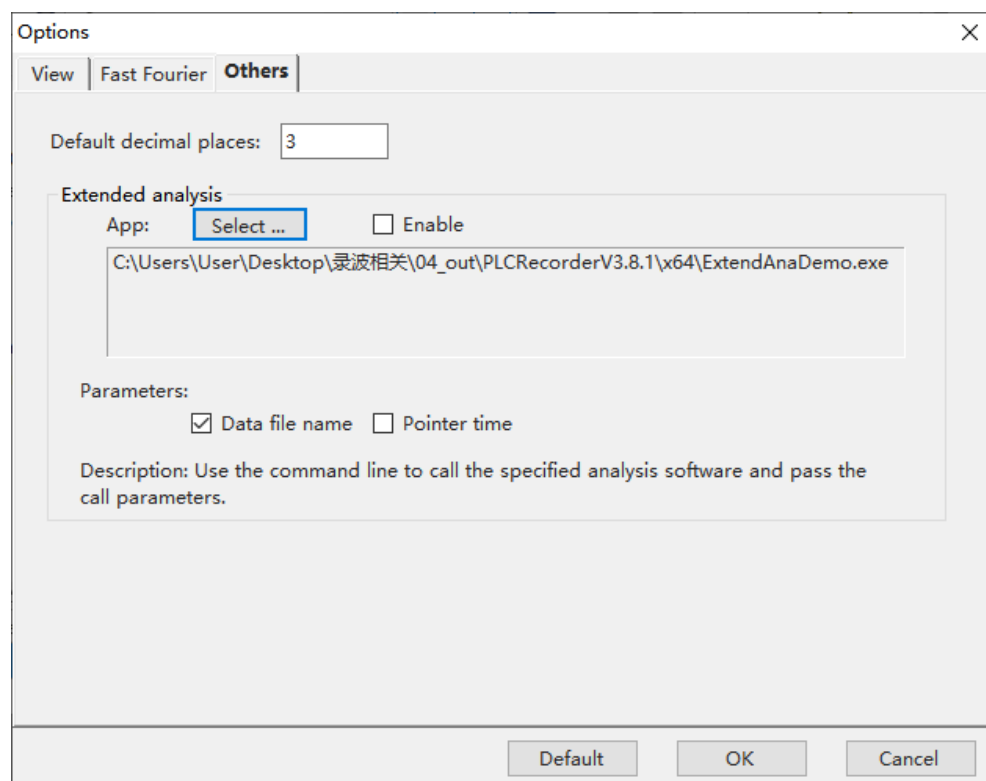 Options
View Fast Fourier Others
Default decimal places: 3
Extended analysis
App: Select ... Enable
C:\Users\User\Desktop\录波相关\04_out\PLCRecorderV3.8.1\x64\ExtendAnaDemo.exe
Parameters:
Data file name Pointer time
Description: Use the command line to call the specified analysis software and pass the
call parameters.
Default OK Cancel